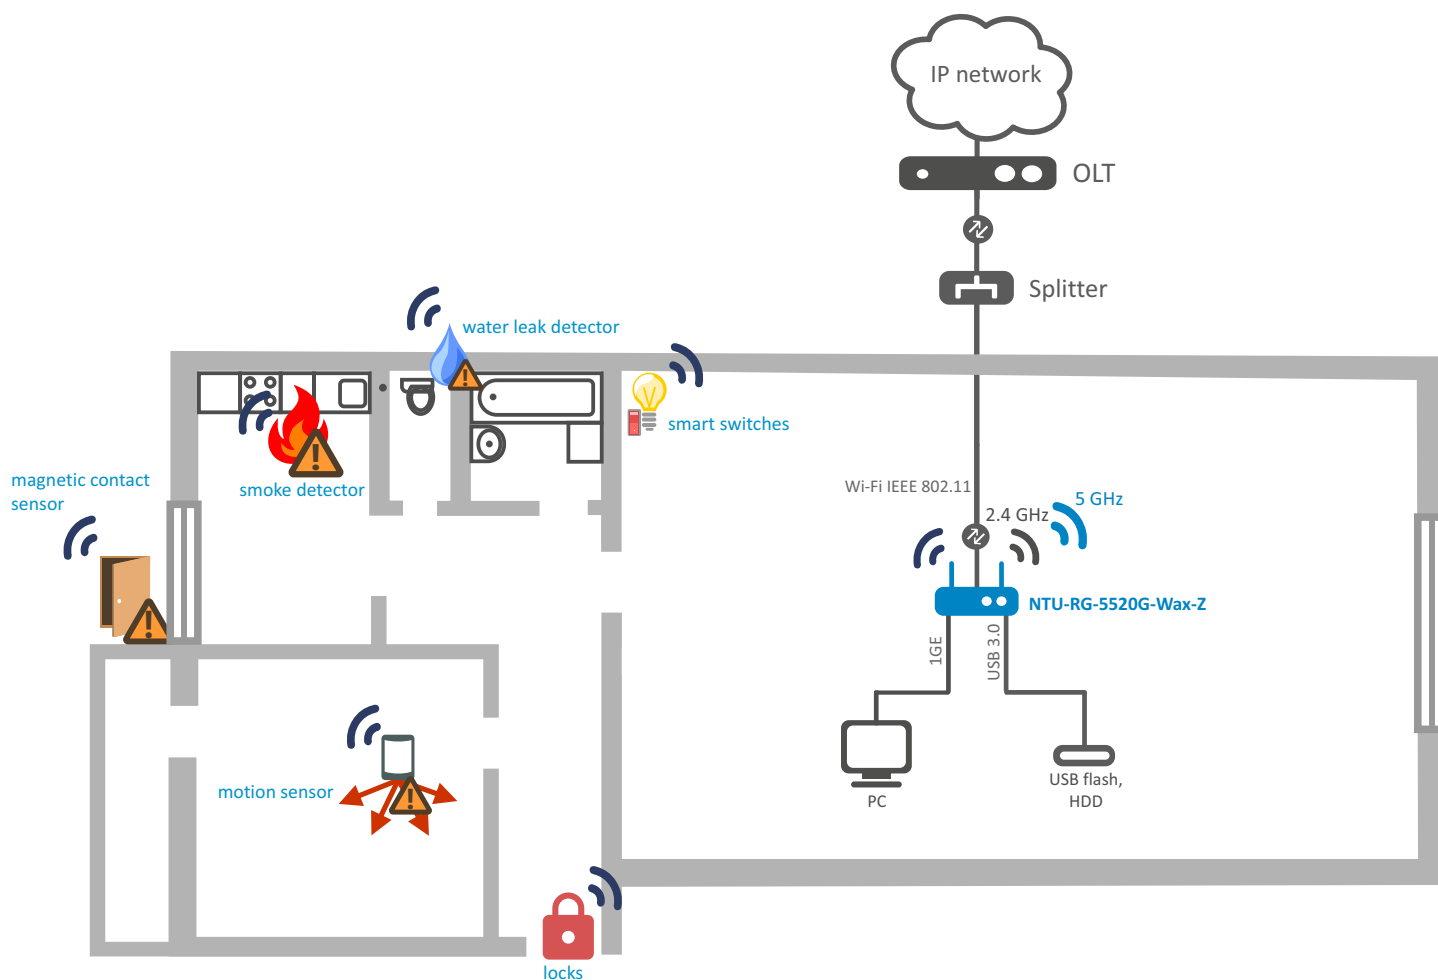 IP network
OLT
Splitter
water leak detector
smart switches
magnetic contact
sensor
smoke detector
Wi-Fi IEEE 802.11
5 GHz
2.4 GHz
NTU-RG-5520G-Wax-Z
1GE
USB 3.0
motion sensor
PC
USB flash,
HDD
locks